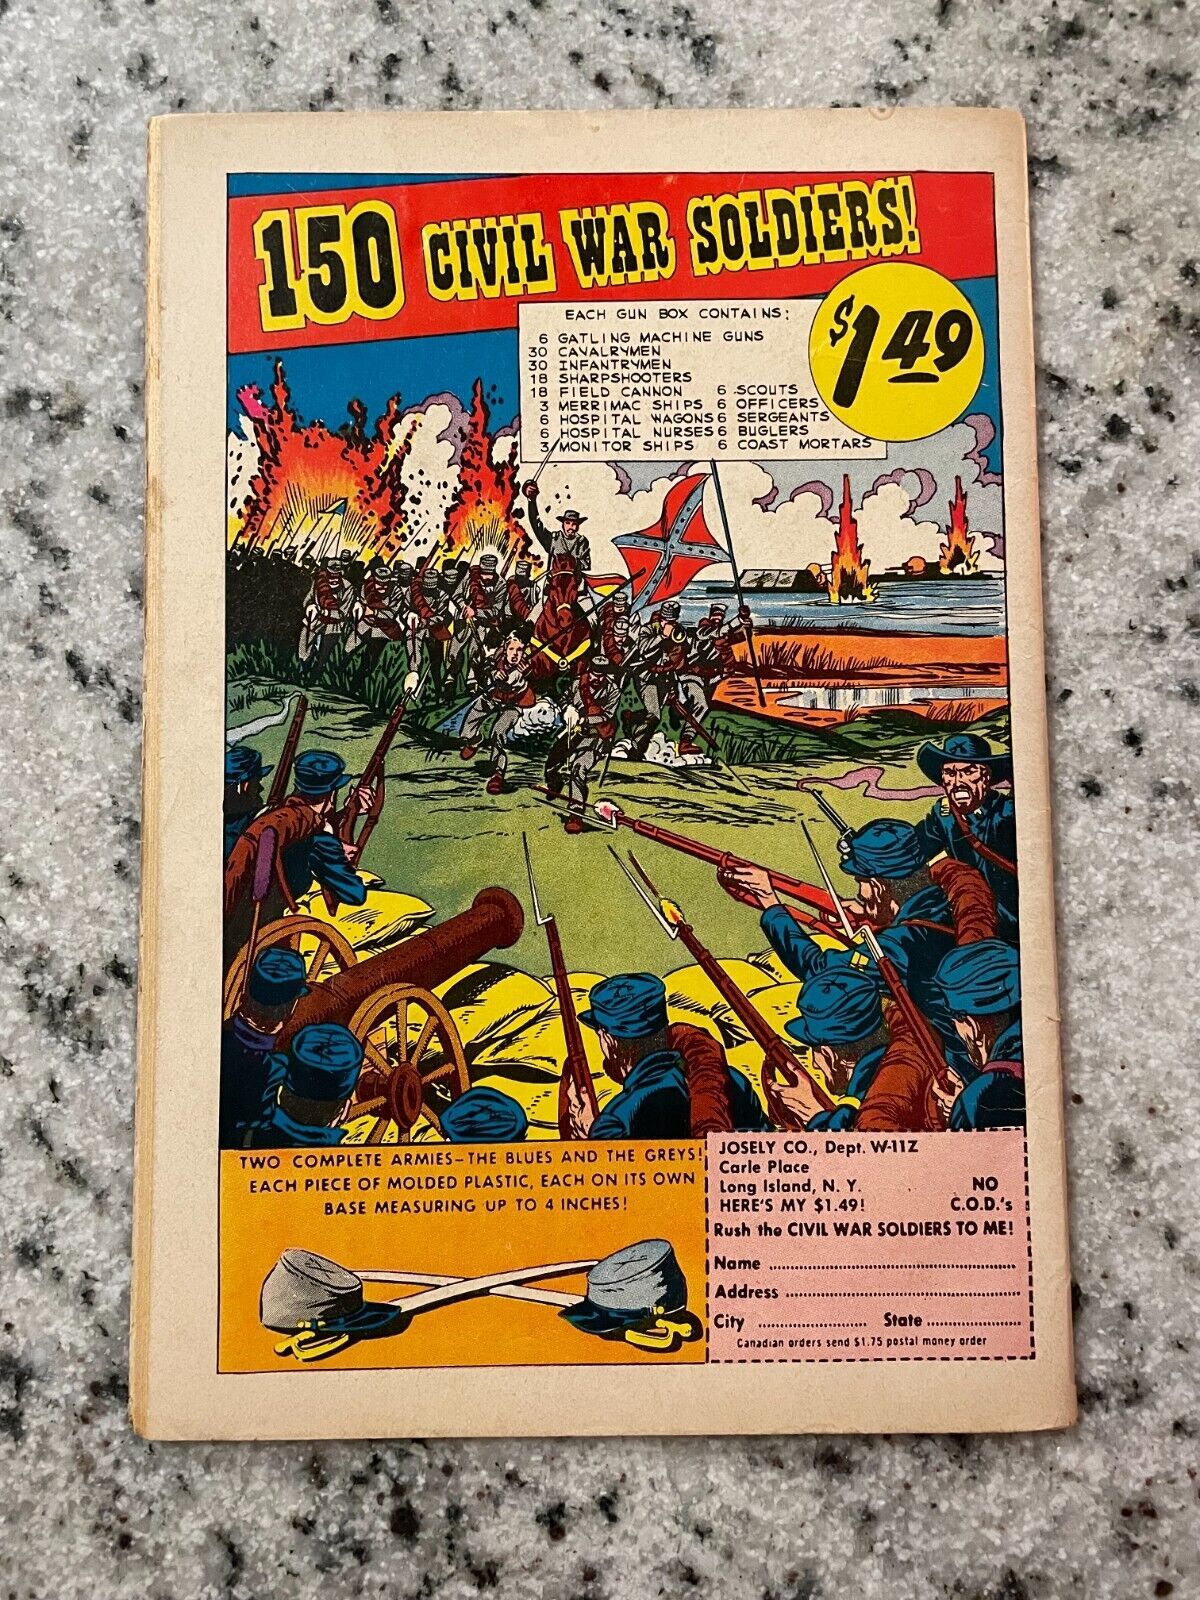 150 CIVIL WAR SOLDIERS!
$1.49
EACH GUN BOX CONTAINS:
6 GATLING MACHINE GUNS
30 CAVALRYMEN
30 INFANTRYMEN
18 SHARPSHOOTERS
18 FIELD CANNON 6 SCOUTS
3 MERRIMAC SHIPS 6 OFFICERS
6 HOSPITAL WAGONS 6 SERGEANTS
6 HOSPITAL NURSES 6 BUGLERS
3 MONITOR SHIPS 6 COAST MORTARS
TWO COMPLETE ARMIES—THE BLUES AND THE GREYS!
EACH PIECE OF MOLDED PLASTIC, EACH ON ITS OWN
BASE MEASURING UP TO 4 INCHES!
JOSELY CO., Dept. W-11Z
Carle Place
Long Island, N. Y.
HERE'S MY $1.49!
NO
C.O.D.'s
Rush the CIVIL WAR SOLDIERS TO ME!
Name
Address
City State
Canadian orders send $1.75 postal money order